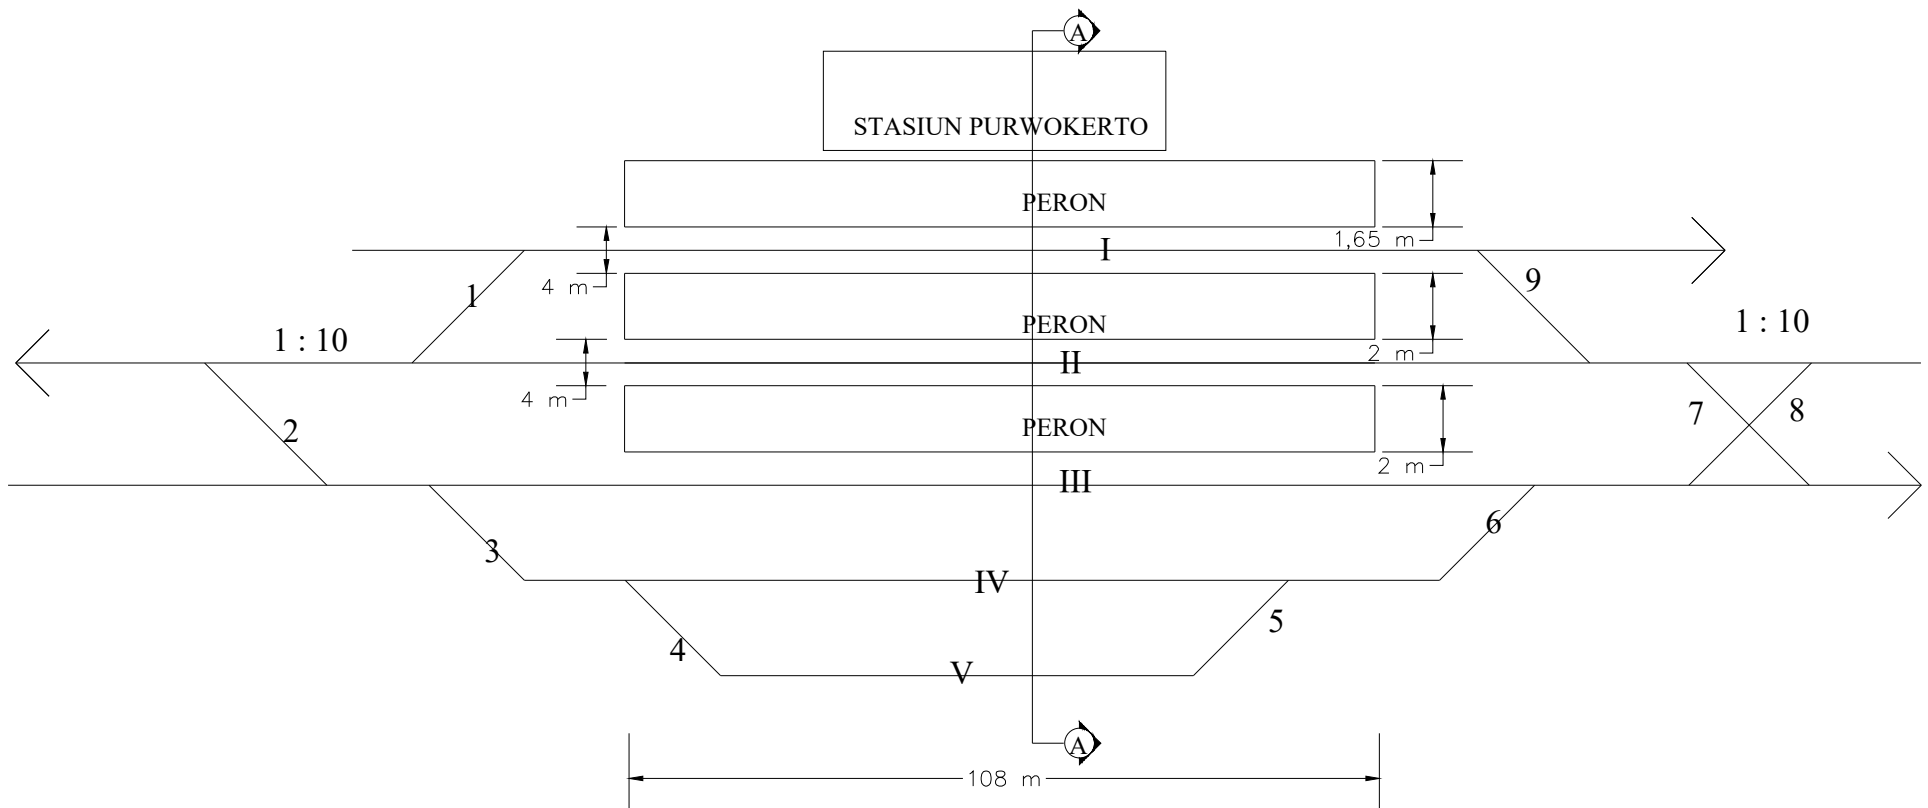 A
STASIUN PURWOKERTO
PERON
I
1,65 m
4 m
1
9
PERON
1 : 10
1 : 10
II
2 m
4 m
2
PERON
7
8
2 m
III
3
6
IV
4
5
V
A
108 m